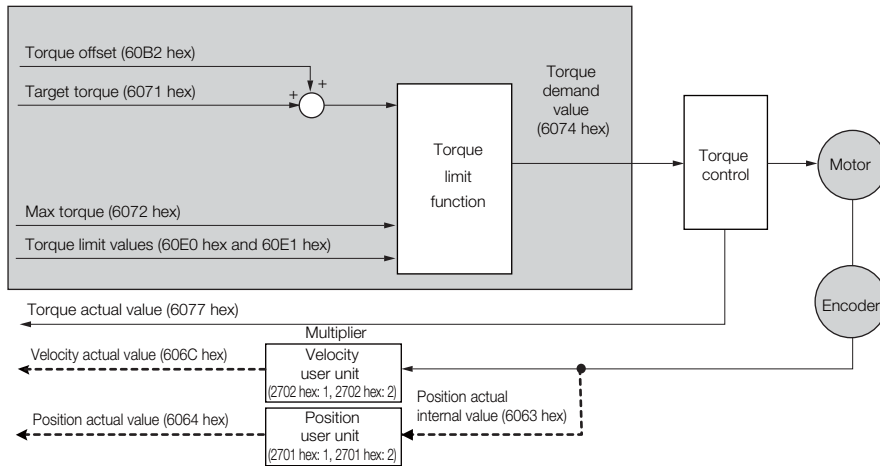 Torque offset (60B2 hex)
+
Target torque (6071 hex)
+
Torque
demand
value
(6074 hex)
Torque
limit
function
Torque
control
Motor
Max torque (6072 hex)
Torque limit values (60E0 hex and 60E1 hex)
Encoder
Torque actual value (6077 hex)
Multiplier
Velocity actual value (606C hex)
Velocity
user unit
(2702 hex: 1, 2702 hex: 2)
Position actual
internal value (6063 hex)
Position actual value (6064 hex)
Position
user unit
(2701 hex: 1, 2701 hex: 2)